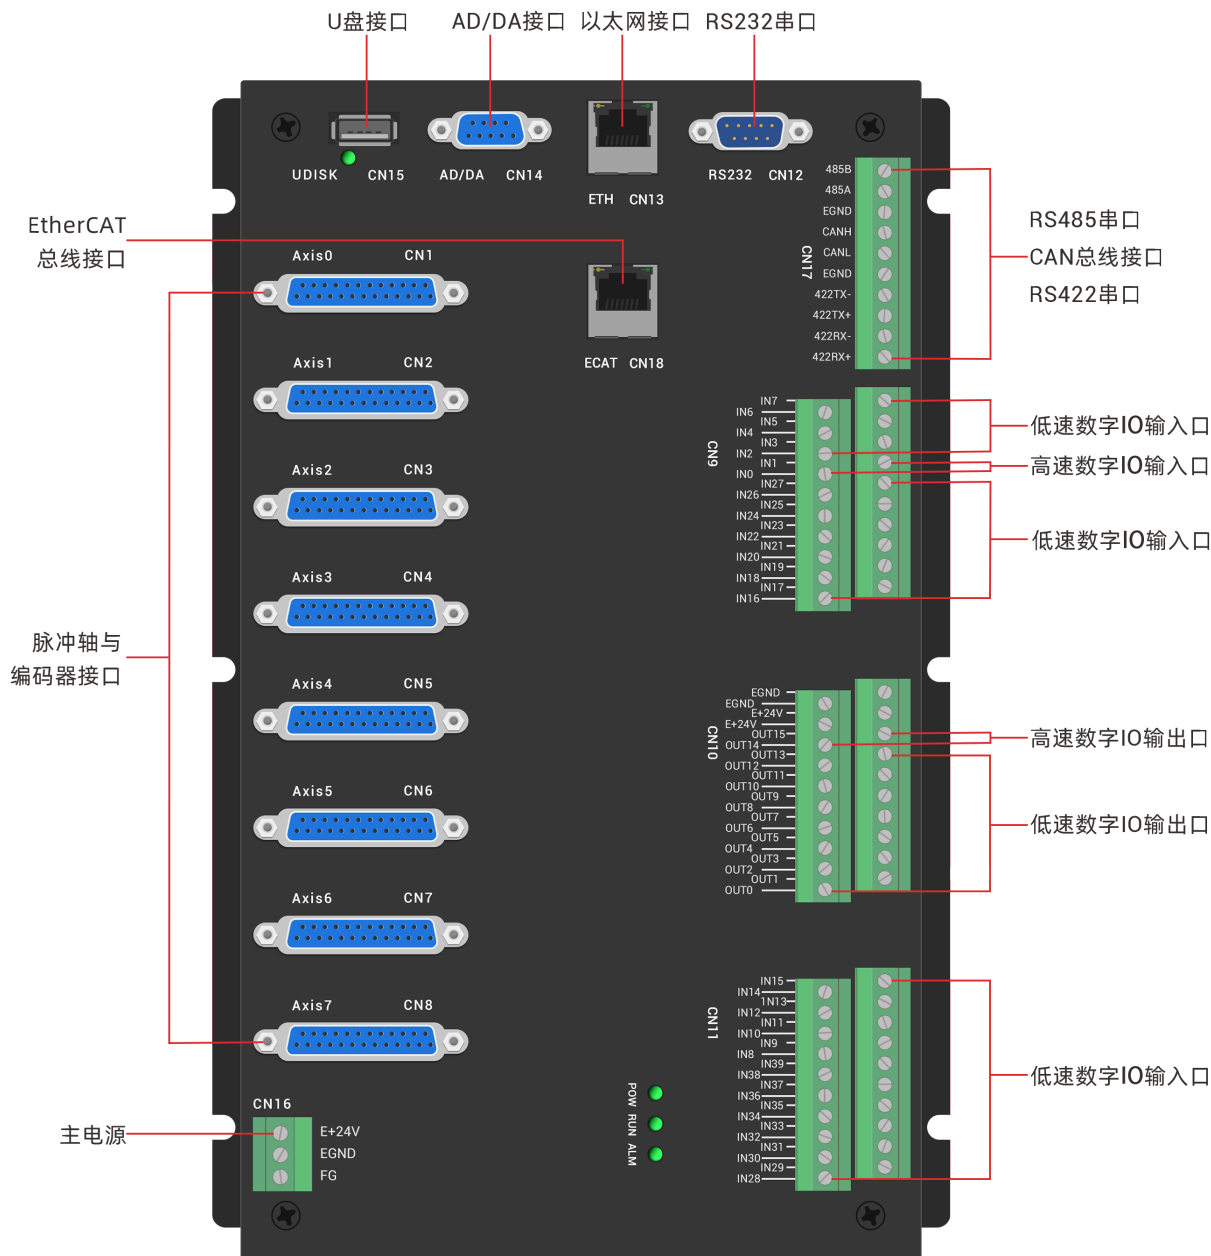 U盘接口
AD/DA接口
以太网接口
RS232串口
UDISK
CN15
AD/DA
CN14
ETH
CN13
RS232
CN12
485B
485A
EGND
CANH
CANL
EGND
422TX-
422TX+
422RX-
422RX+
CN17
RS485串口
CAN总线接口
RS422串口
EtherCAT
总线接口
ECAT
CN18
Axis0
CN1
Axis1
CN2
Axis2
CN3
Axis3
CN4
Axis4
CN5
Axis5
CN6
Axis6
CN7
Axis7
CN8
脉冲轴与
编码器接口
CN9
IN7
IN6
IN5
IN4
IN3
IN2
IN1
IN0
IN27
IN26
IN25
IN24
IN23
IN22
IN21
IN20
IN19
IN18
IN17
IN16
低速数字IO输入口
高速数字IO输入口
低速数字IO输入口
CN10
EGND
EGND
E+24V
E+24V
OUT15
OUT14
OUT13
OUT12
OUT11
OUT10
OUT9
OUT8
OUT7
OUT6
OUT5
OUT4
OUT3
OUT2
OUT1
OUT0
高速数字IO输出口
低速数字IO输出口
CN11
IN15
IN14
1N13
IN12
IN11
IN10
IN9
IN8
IN39
IN38
IN37
IN36
IN35
IN34
IN33
IN32
IN31
IN30
IN29
IN28
低速数字IO输入口
POW
RUN
ALM
CN16
主电源
E+24V
EGND
FG